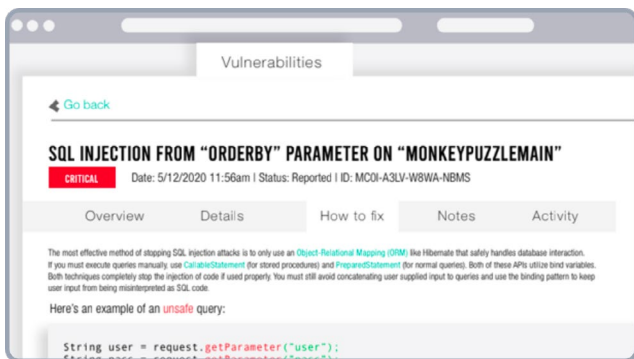 Vulnerabilities
Go back
SQL INJECTION FROM “ORDERBY” PARAMETER ON “MONKEYPUZZLEMAIN”
CRITICAL Date: 5/12/2020 11:56am I Status: Reported I ID: MC0I-A3LV-W8WA-NBMS
Overview Details How to fix Notes Activity
The most effective method of stopping SQL injection attacks is to only use an Object-Relational Mapping (ORM) like Hibernate that safely handles database interaction.
If you must execute queries manually, use CallableStatement (for stored procedures) and PreparedStatement (for normal queries). Both of these APIs utilize bind variables.
Both techniques completely stop the injection of code if used properly. You must still avoid concatenating user supplied input to queries and use the binding pattern to keep
user input from being misinterpreted as SQL code.
Here’s an example of an unsafe query:
String user = request.getParameter("user");
String pass = request.getParameter("pass");